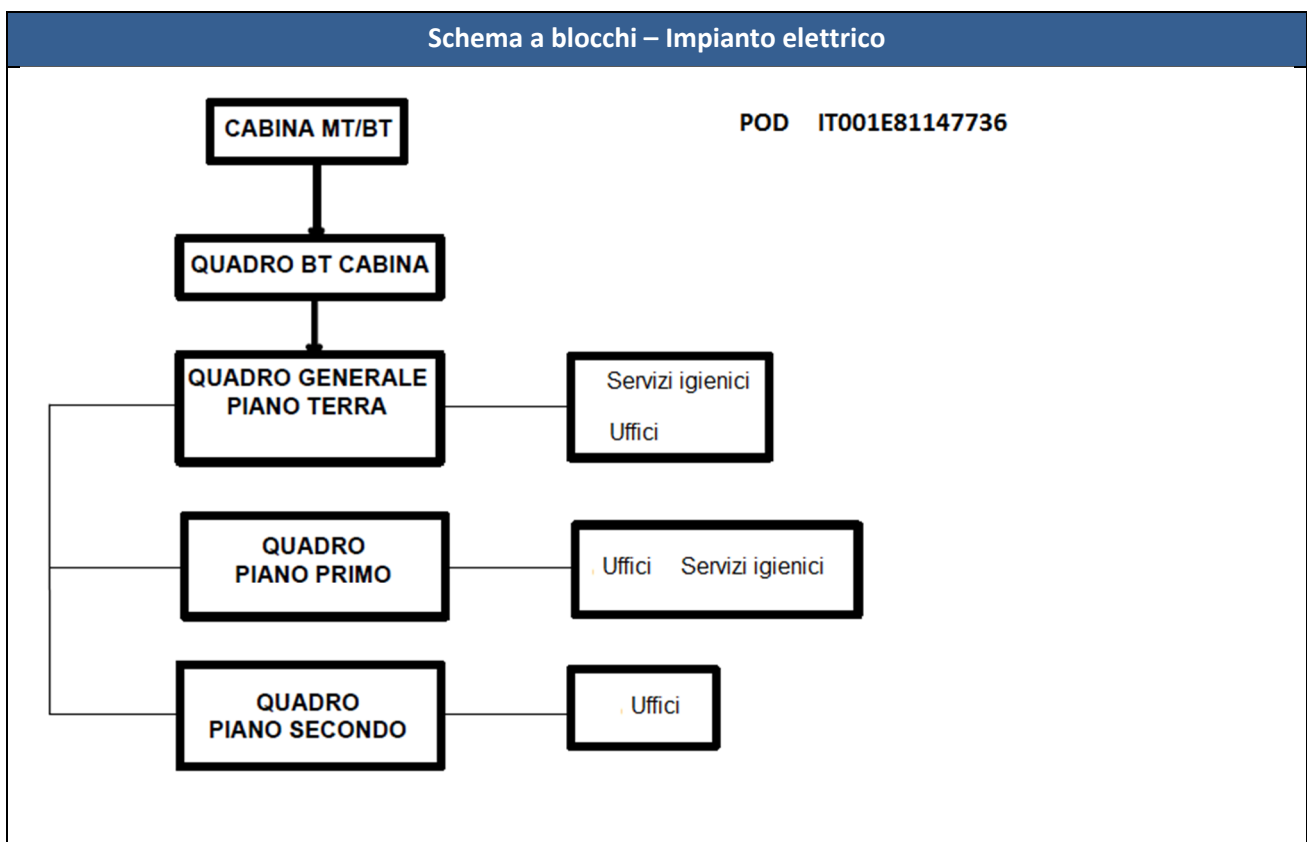 Schema a blocchi – Impianto elettrico
CABINA MT/BT
POD IT001E81147736
QUADRO BT CABINA
QUADRO GENERALE
PIANO TERRA
Servizi igienici
Uffici
QUADRO
PIANO PRIMO
Uffici Servizi igienici
QUADRO
PIANO SECONDO
Uffici